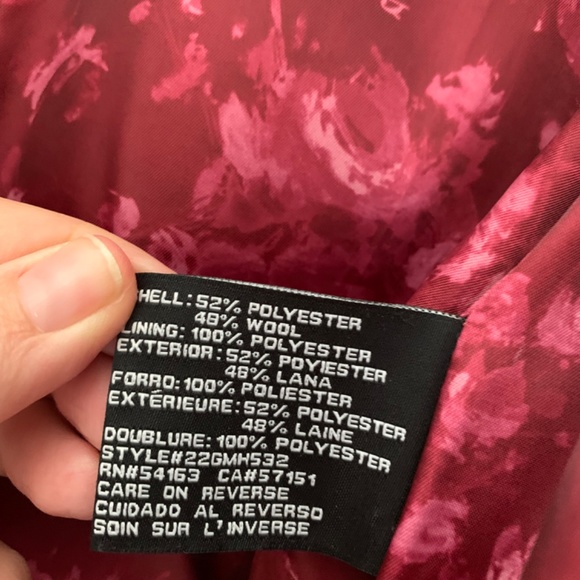 SHELL: 52% POLYESTER
48% WOOL
LINING: 100% POLYESTER
EXTERIOR: 52% POYIESTER
48% LANA
FORRO: 100% POLIESTER
EXTÉRIEURE: 52% POLYESTER
48% LAINE
DOUBLURE: 100% POLYESTER
STYLE#22GMH532
RN#54163 CA#57151
CARE ON REVERSE
CUIDADO AL REVERSO
SOIN SUR L'INVERSE